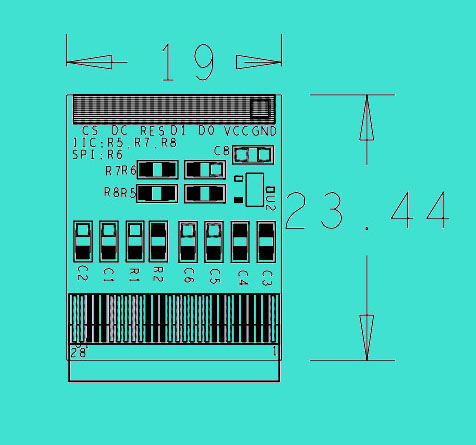 19
CS DC RES D1 D0 VCC GND
JIC:R5,R7,R8
SPI:R6
C8
R7R6
R8R5
U2
23.44
C2 C1 R1 R2 C6 C5 C4 C3
28 1